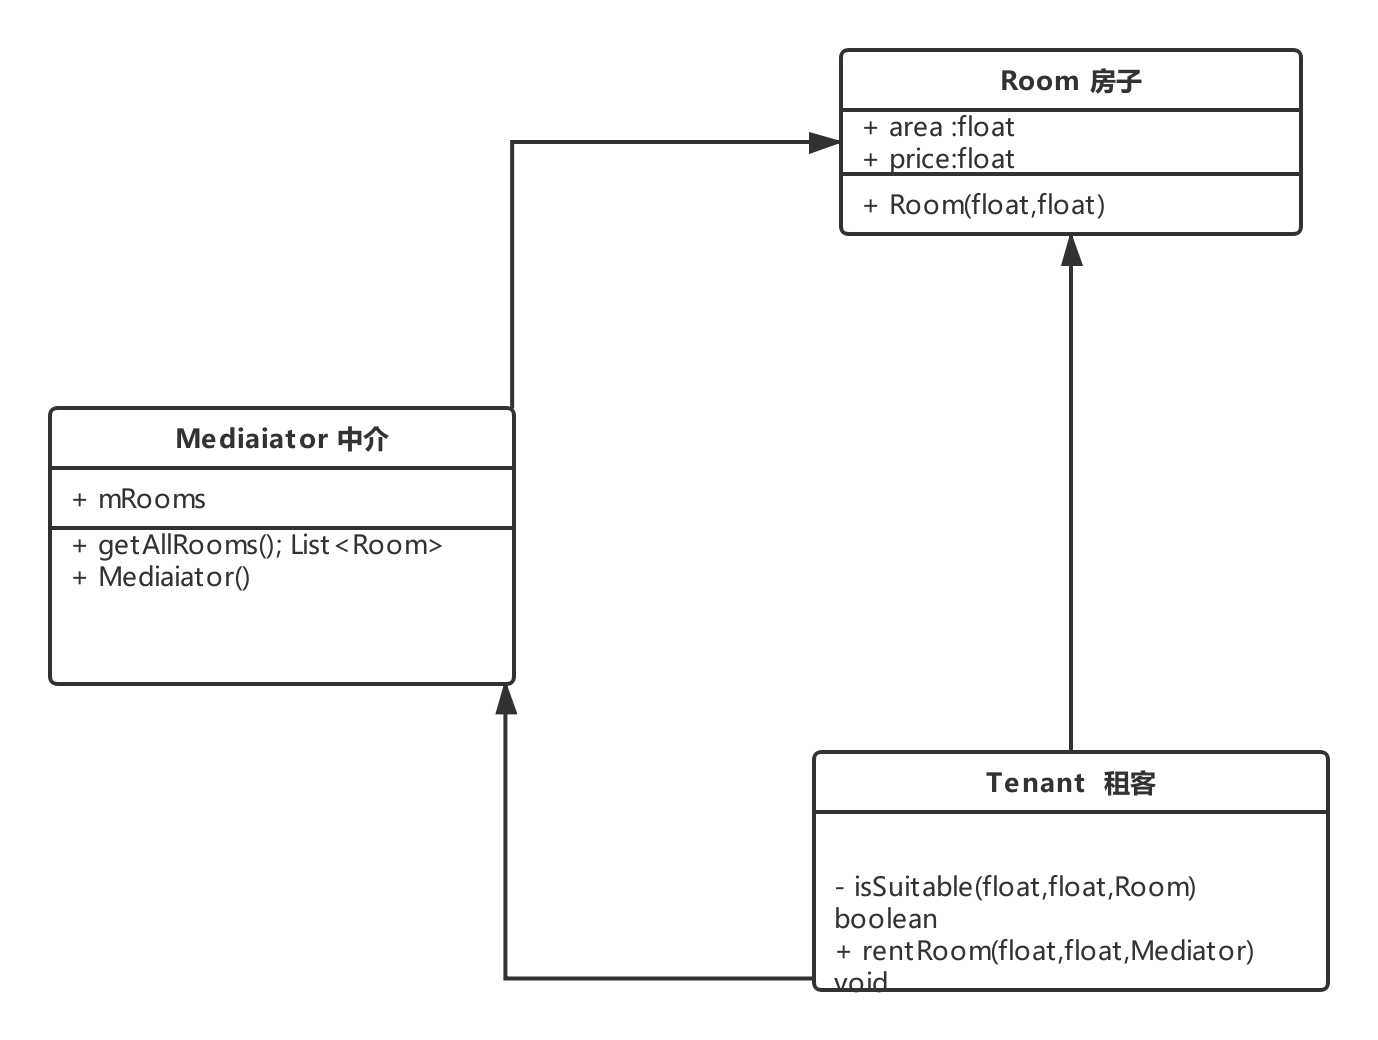 Room 房子
+ area :float
+ price:float
+ Room(float,float)
Mediaiator 中介
+ mRooms
+ getAllRooms(); List<Room>
+ Mediaiator()
Tenant 租客
- isSuitable(float,float,Room)
boolean
+ rentRoom(float,float,Mediator)
void